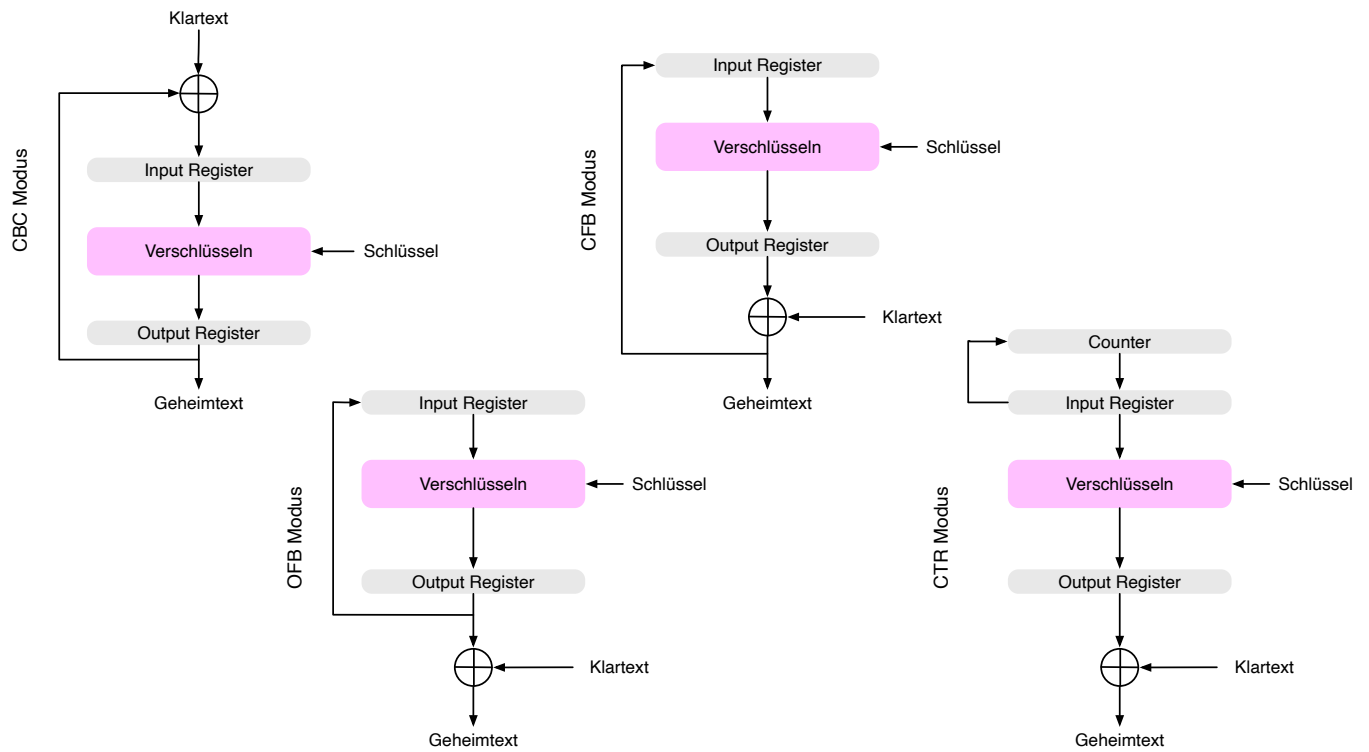 Klartext
CBC Modus
Input Register
Verschlüsseln
Schlüssel
Output Register
Geheimtext
CFB Modus
Input Register
Verschlüsseln
Schlüssel
Output Register
Klartext
Geheimtext
OFB Modus
Input Register
Verschlüsseln
Schlüssel
Output Register
Klartext
Geheimtext
CTR Modus
Counter
Input Register
Verschlüsseln
Schlüssel
Output Register
Klartext
Geheimtext